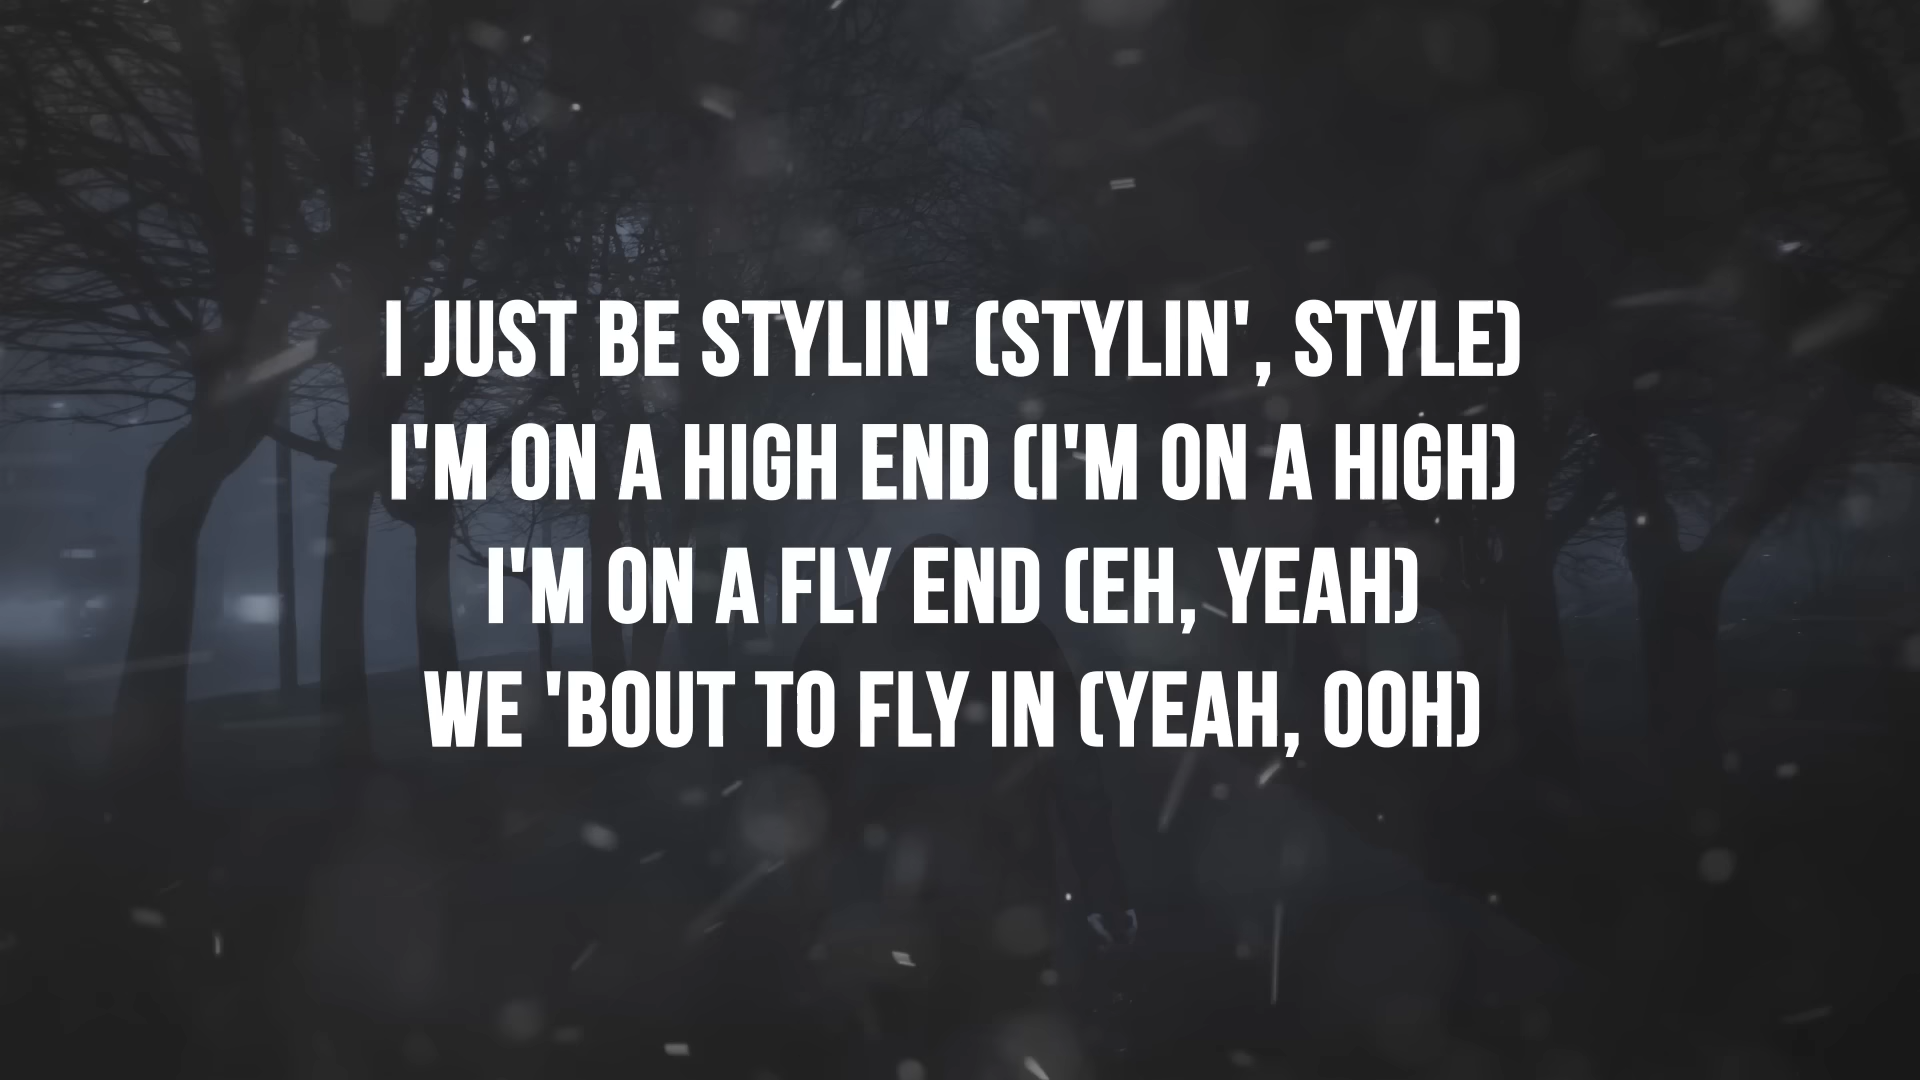 I JUST BE STYLIN' (STYLIN', STYLE)
I'M ON A HIGH END (I'M ON A HIGH)
I'M ON A FLY END (EH, YEAH)
WE 'BOUT TO FLY IN (YEAH, OOH)